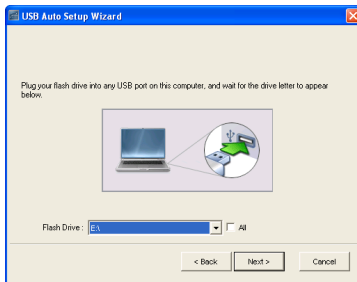 USB Auto Setup Wizard
Plug your flash drive into any USB port on this computer, and wait for the drive letter to appear
below.
Flash Drive : E:\ All
< Back Next > Cancel